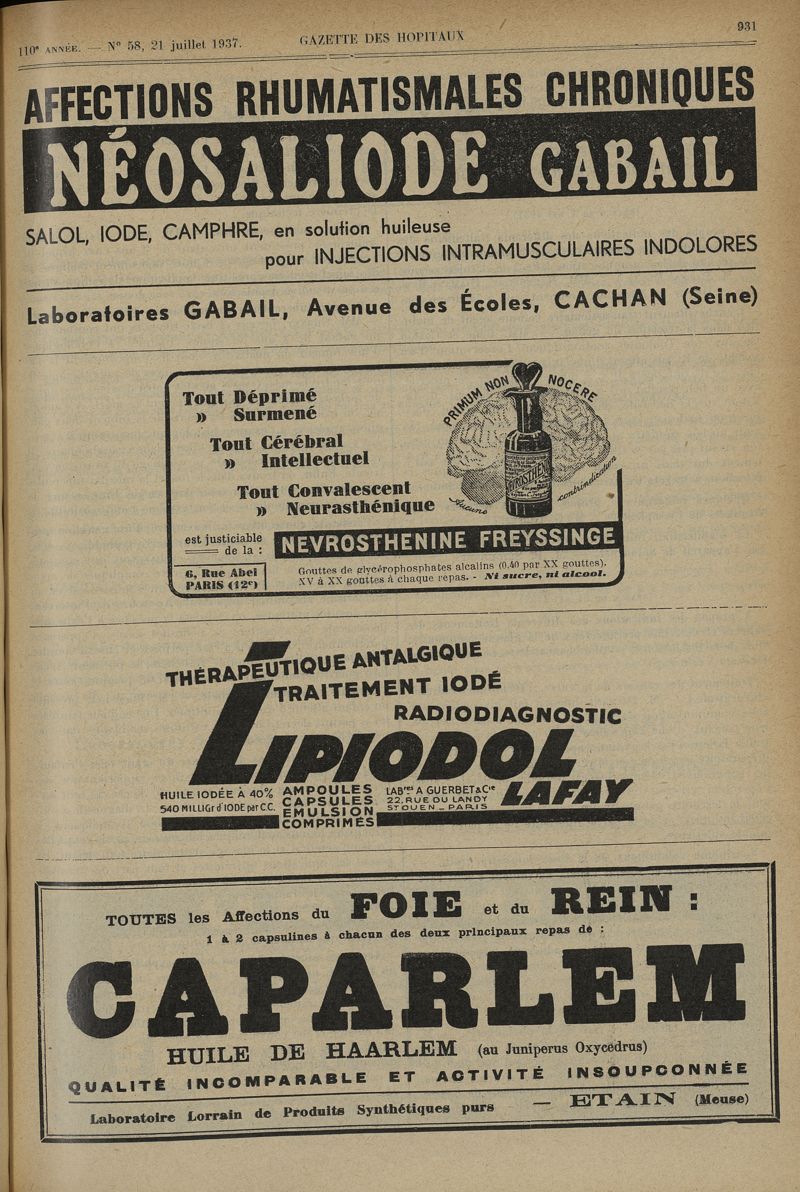 110e ANNÉE. — N° 58, 21 juillet 1937. GAZETTE DES HOPITAUX 931
AFFECTIONS RHUMATISMALES CHRONIQUES
NÉOSALIODE GABAIL
SALOL, IODE, CAMPHRE, en solution huileuse
pour INJECTIONS INTRAMUSCULAIRES INDOLORES
Laboratoires GABAIL, Avenue des Écoles, CACHAN (Seine)
Tout Déprimé
» Surmené
Tout Cérébral
» Intellectuel
Tout Convalescent
» Neurasthénique
PRIMUM NON NOCERE
Aucune contrindication
est justiciable
de la :
NEVROSTHENINE FREYSSINGE
6, Rue Abel
PARIS (12e)
Gouttes de glycérophosphates alcalins (0,40 par XX gouttes).
XV à XX gouttes à chaque repas. - Ni sucre, ni alcool.
THÉRAPEUTIQUE ANTALGIQUE
TRAITEMENT IODÉ
RADIODIAGNOSTIC
LIPIODOL
LAFAY
HUILE IODÉE À 40%
540 MILLIGr d'IODE par C.C.
AMPOULES
CAPSULES
EMULSION
COMPRIMÉS
LABres A GUERBET & Cie
22, RUE DU LANDY
ST OUEN _ PARIS
TOUTES les Affections du FOIE et du REIN :
1 à 2 capsulines à chacun des deux principaux repas de :
CAPARLEM
HUILE DE HAARLEM (au Juniperus Oxycedrus)
QUALITÉ INCOMPARABLE ET ACTIVITÉ INSOUPCONNÉE
Laboratoire Lorrain de Produits Synthétiques purs — ETAIN (Meuse)